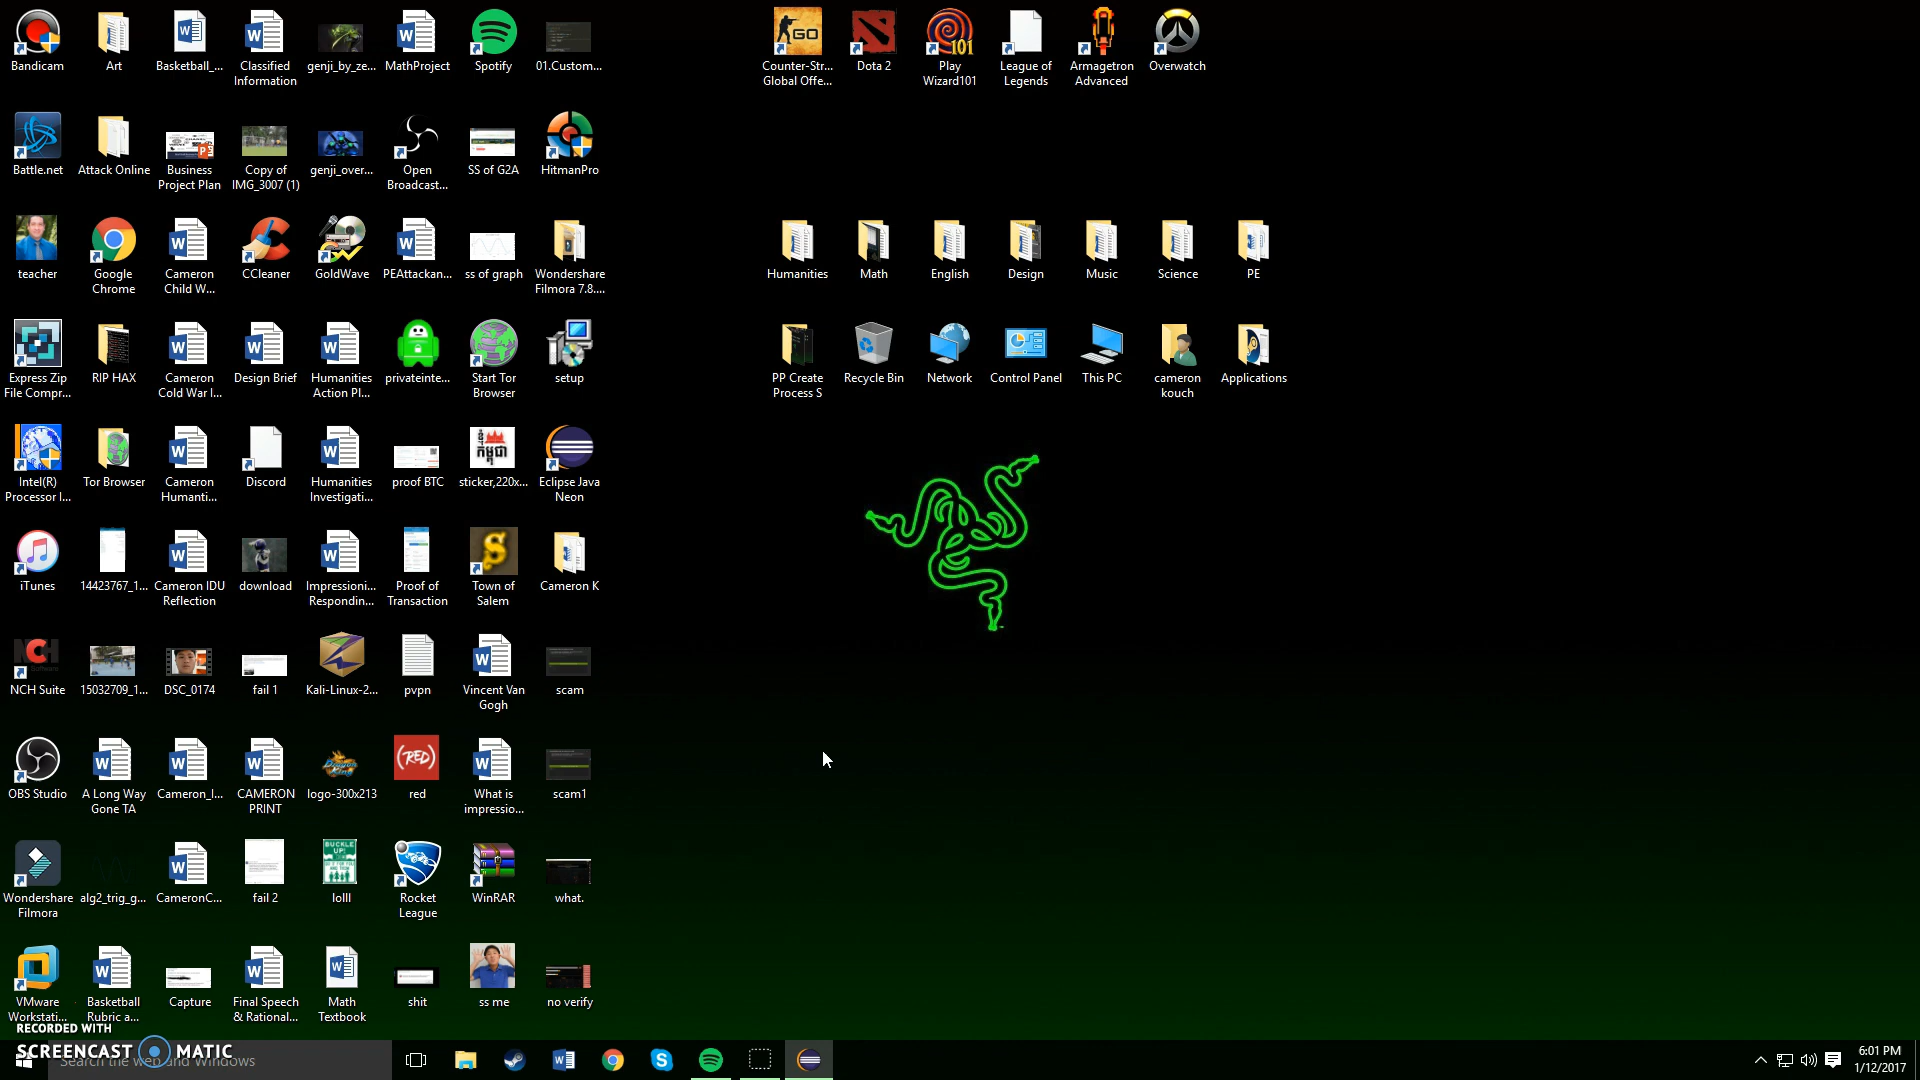 Bandicam
Art
Basketball_...
Classified
Information
genji_by_ze...
MathProject
Spotify
01.Custom...
Counter-Str...
Global Offe...
Dota 2
Play
Wizard101
League of
Legends
Armagetron
Advanced
Overwatch
Battle.net
Attack Online
Business
Project Plan
Copy of
IMG_3007 (1)
genji_over...
Open
Broadcast...
SS of G2A
HitmanPro
teacher
Google
Chrome
Cameron
Child W...
CCleaner
GoldWave
PEAttackan...
ss of graph
Wondershare
Filmora 7.8....
Humanities
Math
English
Design
Music
Science
PE
Express Zip
File Compr...
RIP HAX
Cameron
Cold War I...
Design Brief
Humanities
Action Pl...
privateinte...
Start Tor
Browser
setup
PP Create
Process S
Recycle Bin
Network
Control Panel
This PC
cameron
kouch
Applications
Intel(R)
Processor I...
Tor Browser
Cameron
Humanti...
Discord
Humanities
Investigati...
proof BTC
sticker,220x...
Eclipse Java
Neon
iTunes
14423767_1...
Cameron IDU
Reflection
download
Impressioni...
Respondin...
Proof of
Transaction
Town of
Salem
Cameron K
NCH Suite
15032709_1...
DSC_0174
fail 1
Kali-Linux-2...
pvpn
Vincent Van
Gogh
scam
OBS Studio
A Long Way
Gone TA
Cameron_I...
CAMERON
PRINT
logo-300x213
red
What is
impressio...
scam1
Wondershare
Filmora
alg2_trig_g...
CameronC...
fail 2
lolll
Rocket
League
WinRAR
what.
VMware
Workstati...
Basketball
Rubric a...
Capture
Final Speech
& Rational...
Math
Textbook
shit
ss me
no verify
RECORDED WITH
SCREENCAST MATIC
Search the web and Windows
6:01 PM
1/12/2017